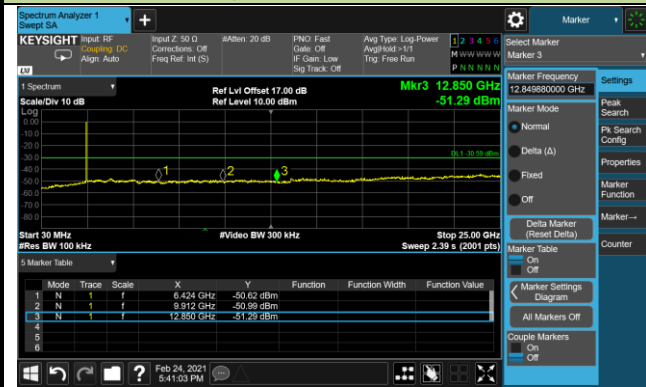 Spectrum Analyzer 1
Swept SA
Marker
KEYSIGHT
Input: RF
Coupling: DC
Align: Auto
Input Z: 50 Ω
Corrections: Off
Freq Ref: Int (S)
#Atten: 20 dB
PNO: Fast
Gate: Off
IF Gain: Low
Sig Track: Off
Avg Type: Log-Power
Avg|Hold:>1/1
Trig: Free Run
1 2 3 4 5 6
M W W W W W
P N N N N N
LXI
Select Marker
Marker 3
1 Spectrum
Scale/Div 10 dB
Log
Ref Lvl Offset 17.00 dB
Ref Level 10.00 dBm
Mkr3 12.850 GHz
-51.29 dBm
0.00
-10.0
-20.0
-30.0
-40.0
-50.0
-60.0
-70.0
-80.0
DL1 -30.59 dBm
1
2
3
Start 30 MHz
#Res BW 100 kHz
#Video BW 300 kHz
Stop 25.00 GHz
Sweep 2.39 s (2001 pts)
Marker Frequency
12.849880000 GHz
Marker Mode
Normal
Delta (Δ)
Fixed
Off
Delta Marker
(Reset Delta)
Marker Table
On
Off
Marker Settings
Diagram
All Markers Off
Couple Markers
On
Off
Settings
Peak
Search
Pk Search
Config
Properties
Marker
Function
Marker→
Counter
5 Marker Table
Mode Trace Scale X Y Function Function Width Function Value
1 N 1 f 6.424 GHz -50.62 dBm
2 N 1 f 9.912 GHz -50.99 dBm
3 N 1 f 12.850 GHz -51.29 dBm
4
5
6
?
Feb 24, 2021
5:41:03 PM